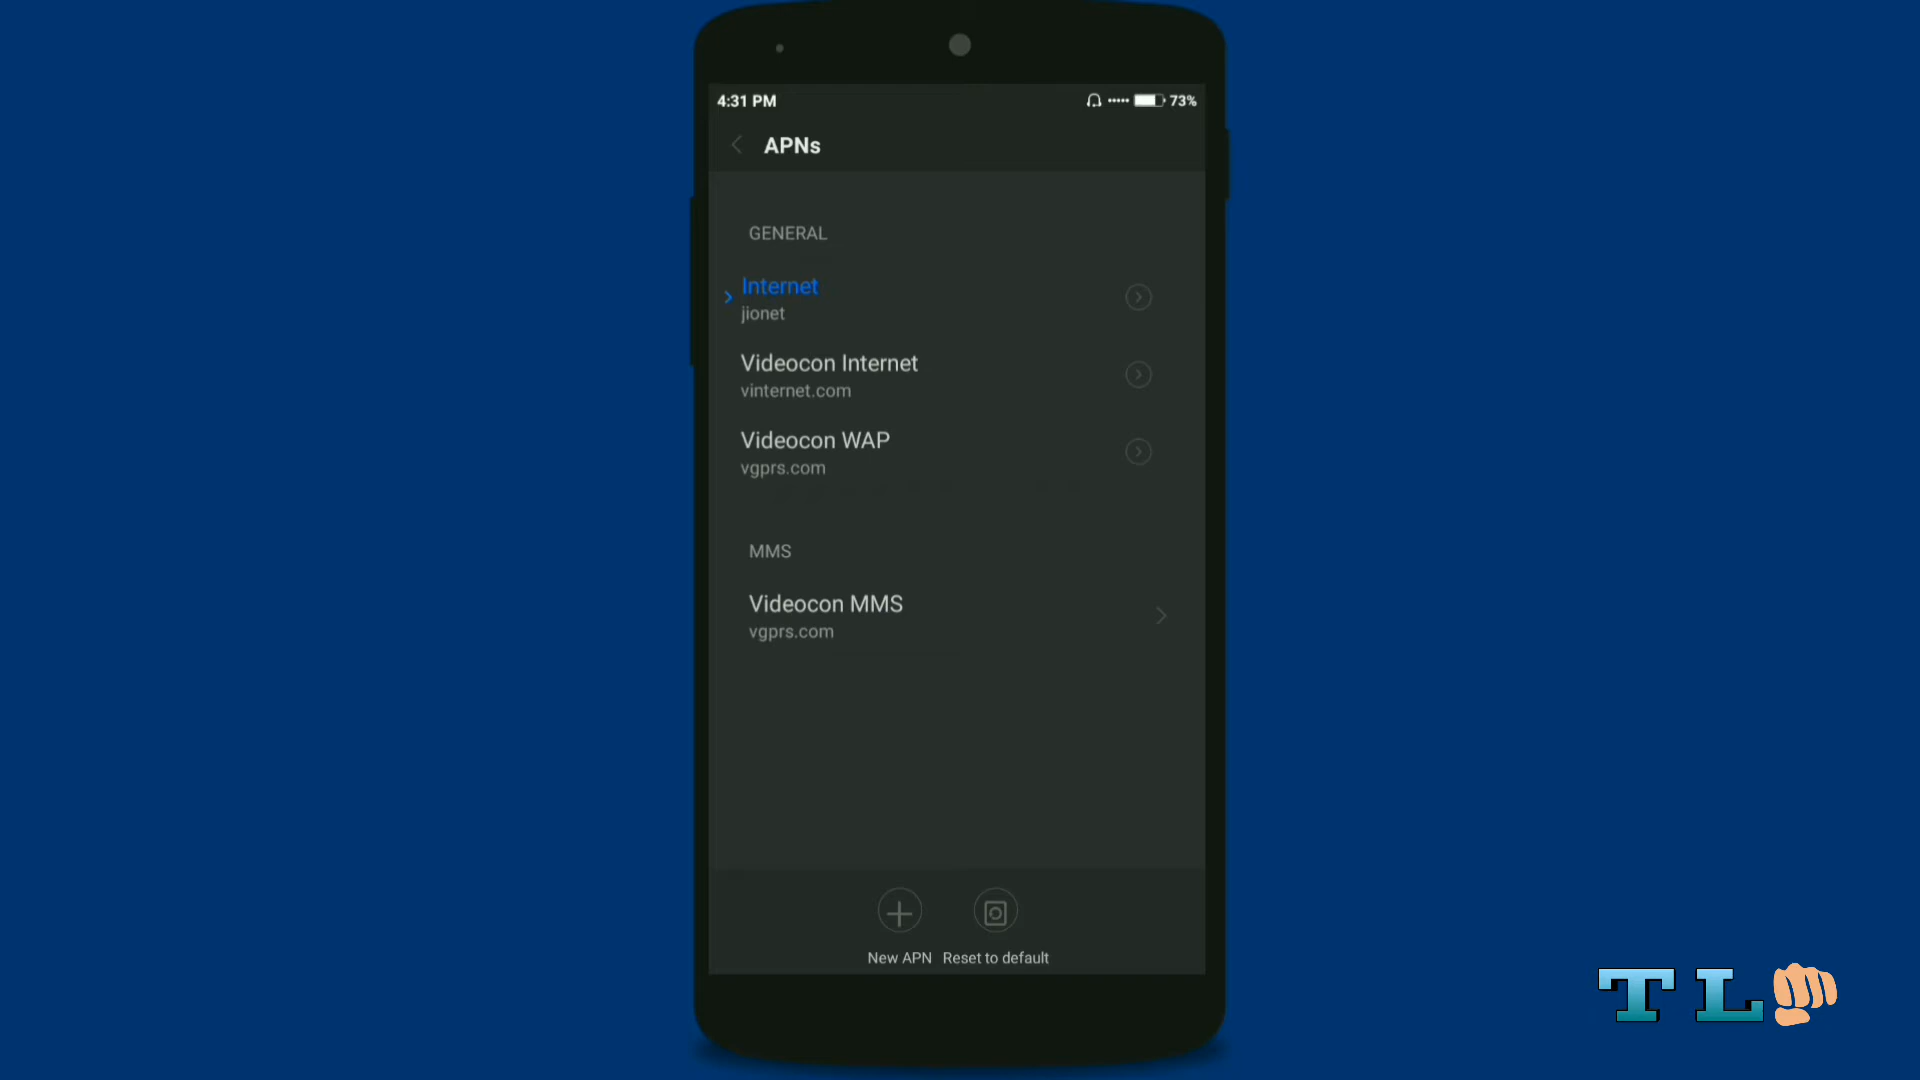 4:31 PM
73%
APNs
GENERAL
Internet
jionet
Videocon Internet
vinternet.com
Videocon WAP
vgprs.com
MMS
Videocon MMS
vgprs.com
New APN
Reset to default
T L